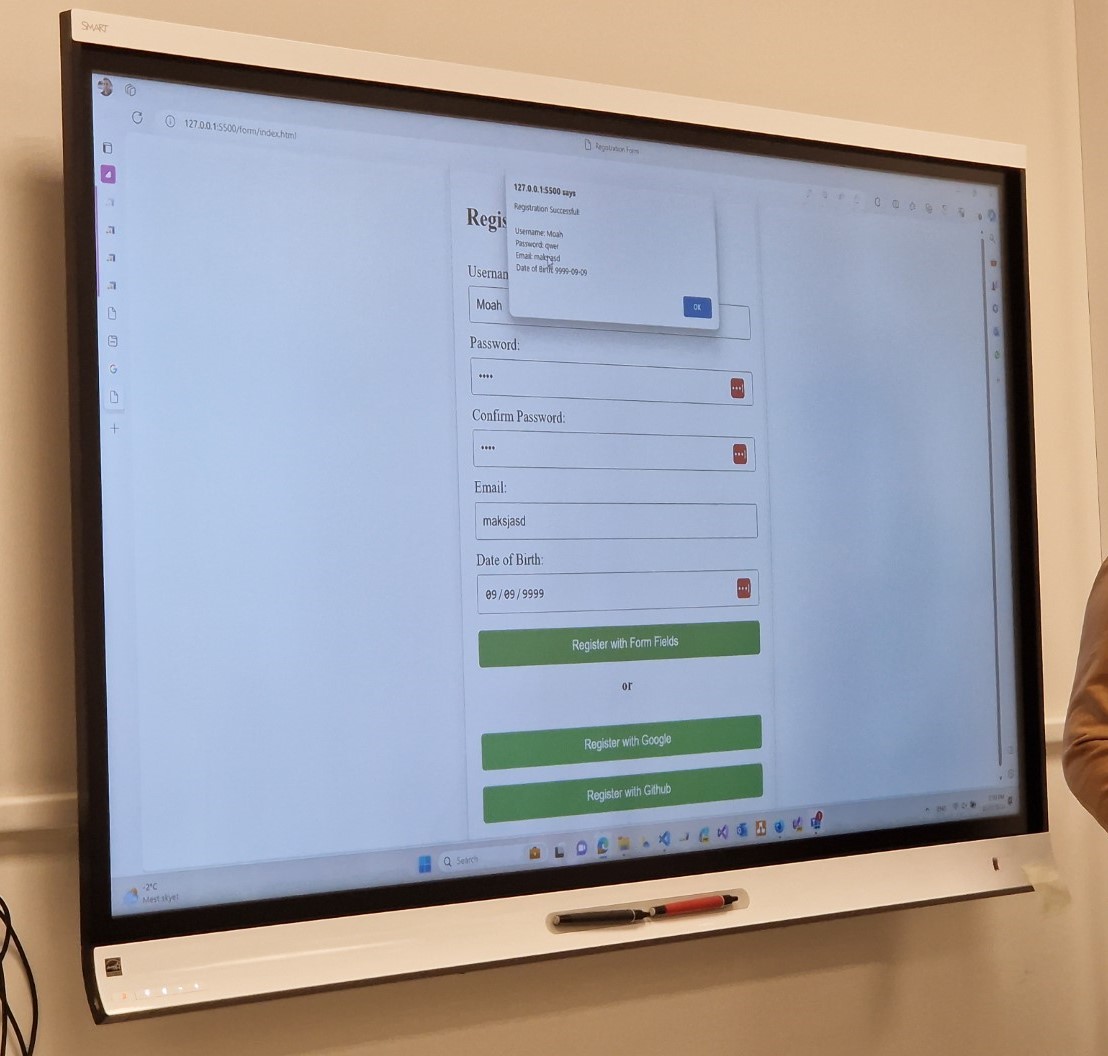 SMART
127.0.0.1:5500/form/index.html
Registration Form
127.0.0.1:5500 says
Registration Successful!
Username: Moah
Password: qwer
Email: maksjasd
Date of Birth: 9999-09-09
OK
Regis
Usernam
Moah
Password:
••••
Confirm Password:
••••
Email:
maksjasd
Date of Birth:
09/09/9999
Register with Form Fields
or
Register with Google
Register with Github
Search
-2°C
Mest skyet